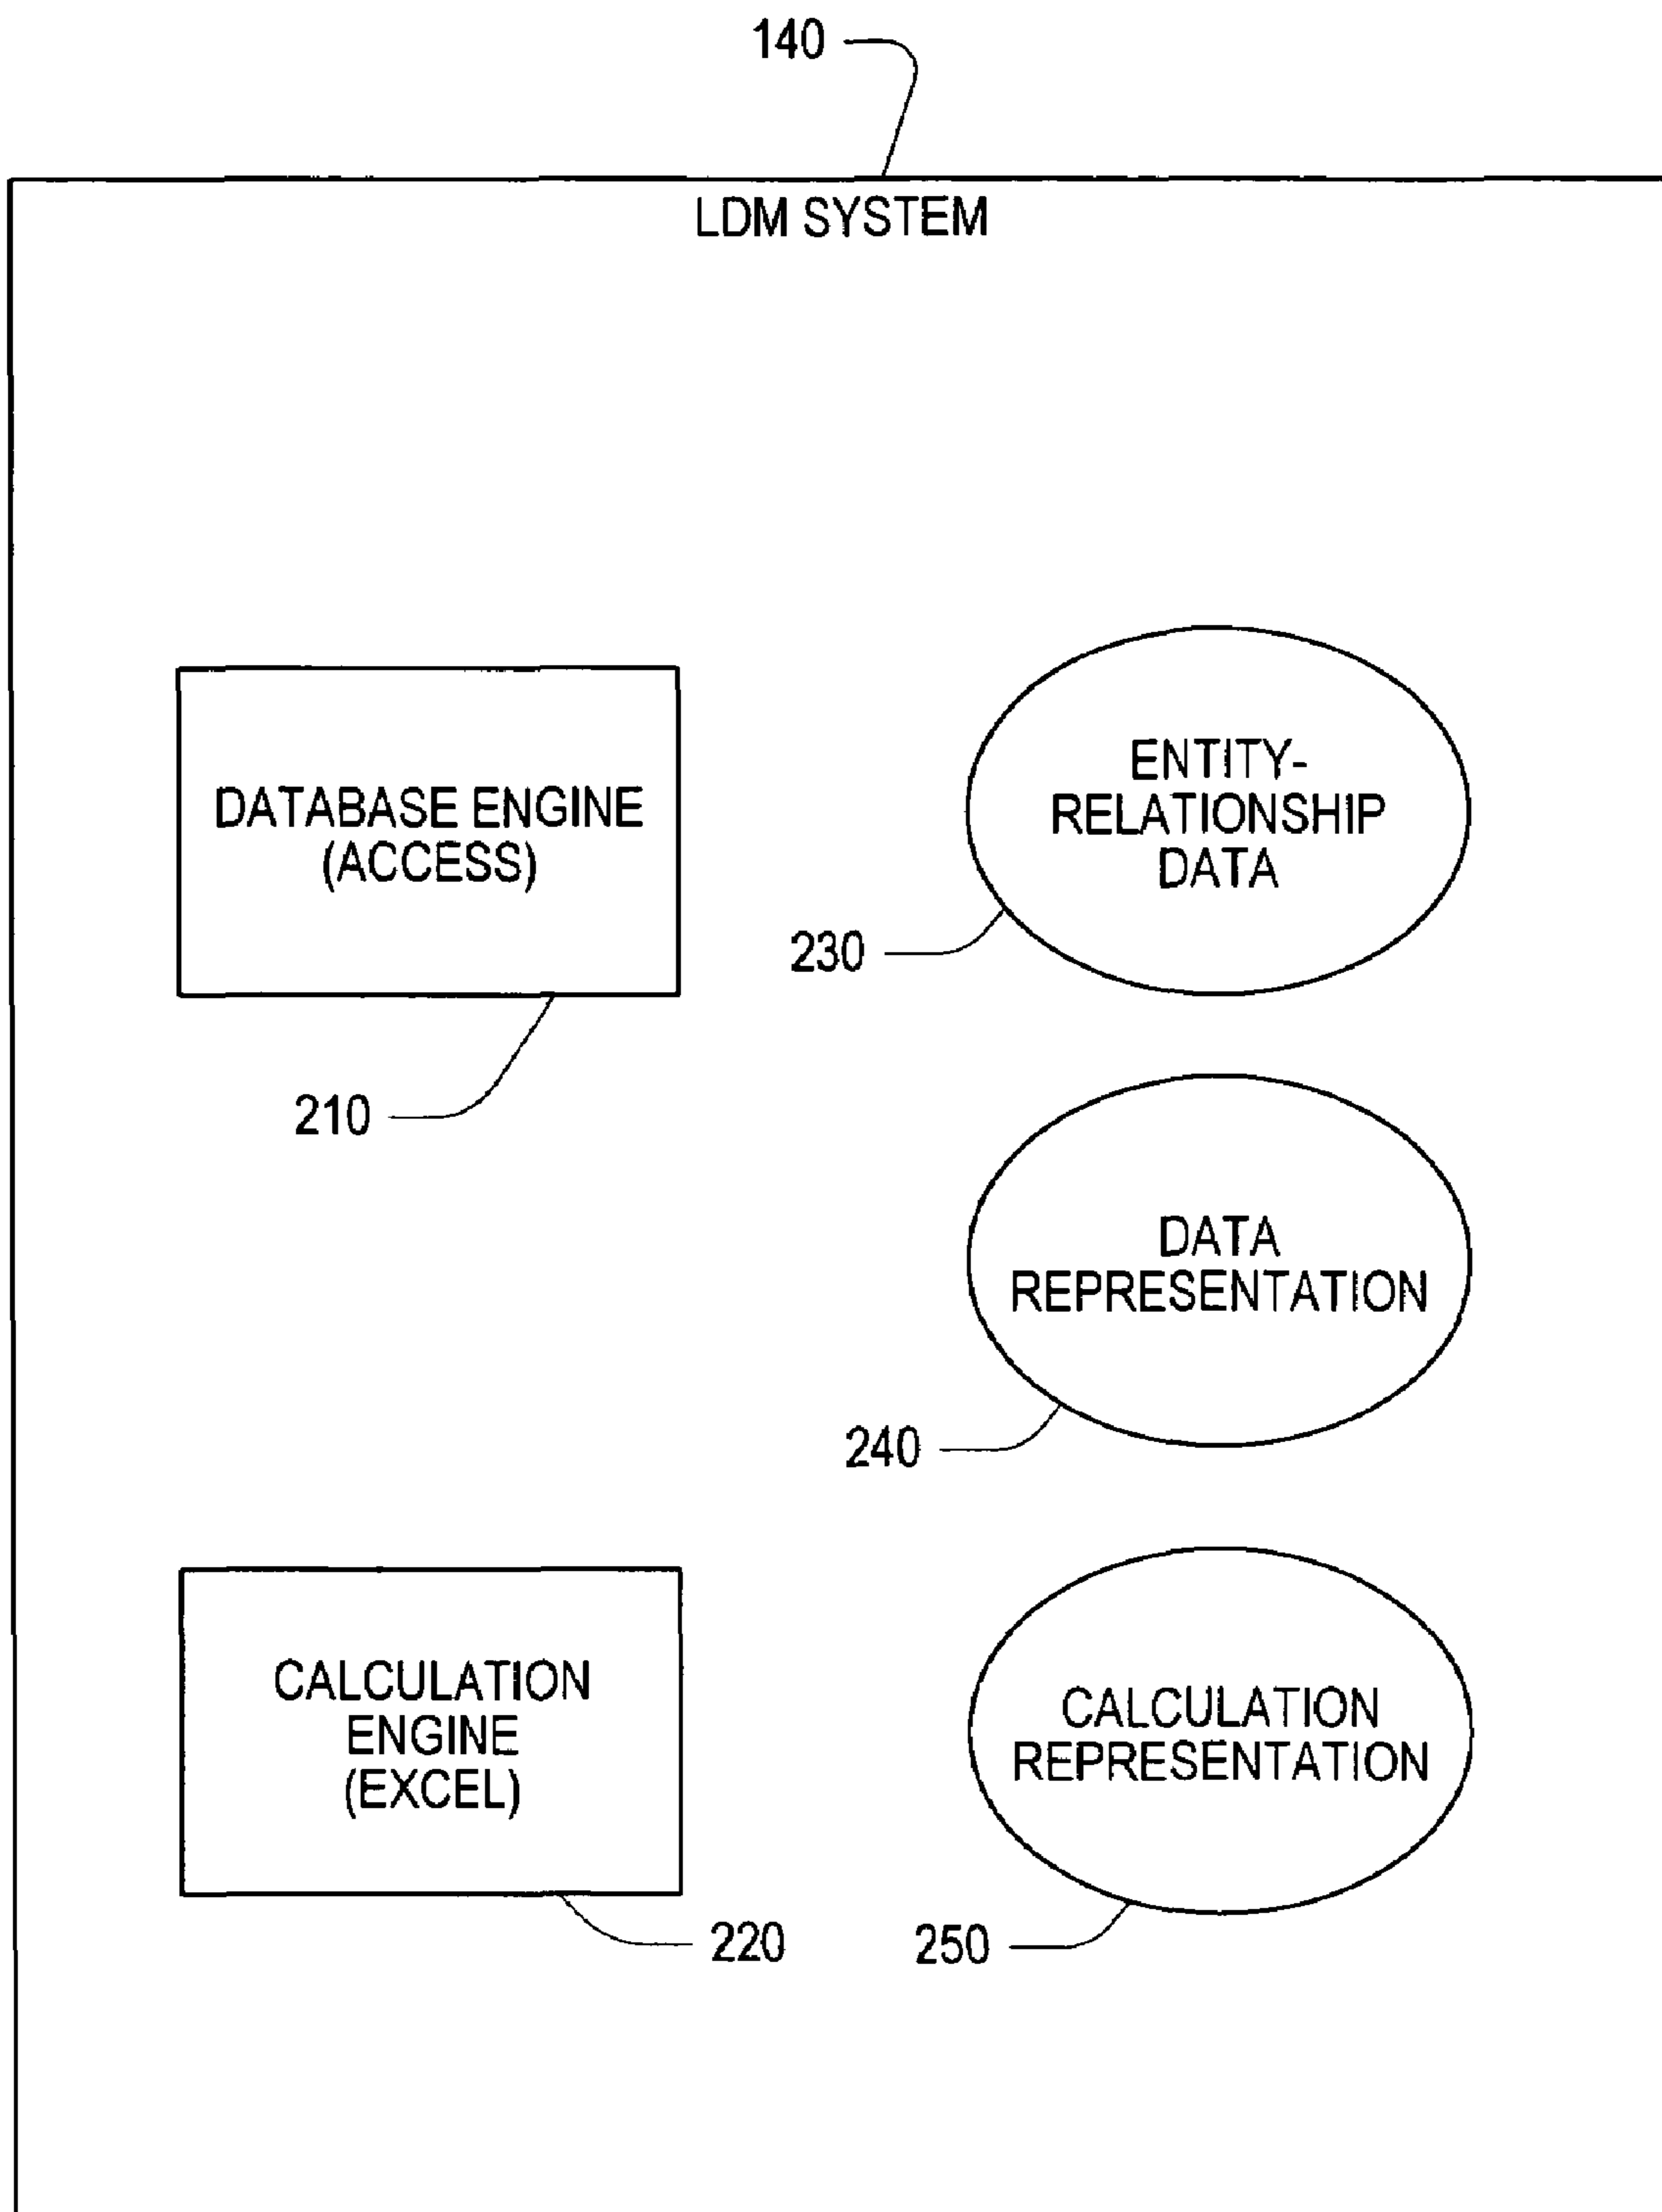 140
LDM SYSTEM
DATABASE ENGINE
(ACCESS)
210
ENTITY-
RELATIONSHIP
DATA
230
DATA
REPRESENTATION
240
CALCULATION
ENGINE
(EXCEL)
220
CALCULATION
REPRESENTATION
250